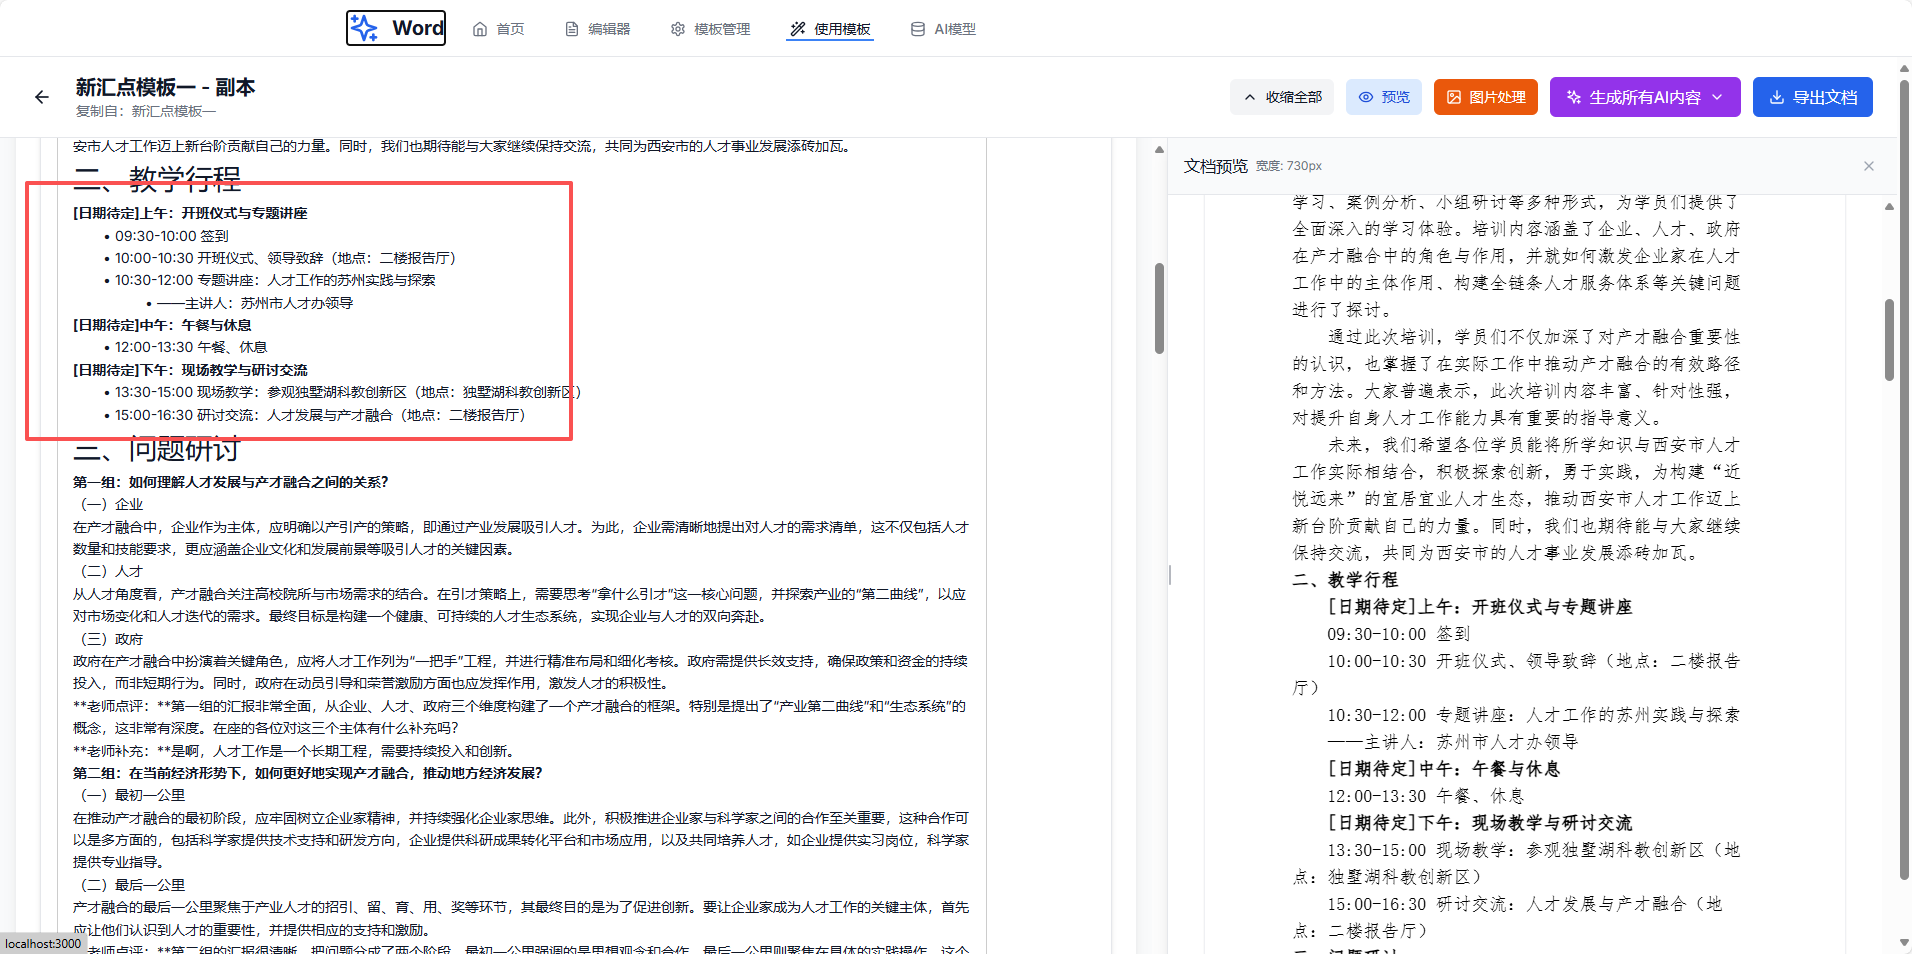 Word
首页
编辑器
模板管理
使用模板
AI模型
新汇点模板一 - 副本
复制自：新汇点模板一
收缩全部
预览
图片处理
生成所有AI内容
导出文档
安市人才工作迈上新台阶贡献自己的力量。同时，我们也期待能与大家继续保持交流，共同为西安市的人才事业发展添砖加瓦。
二、教学行程
[日期待定]上午：开班仪式与专题讲座
• 09:30-10:00 签到
• 10:00-10:30 开班仪式、领导致辞（地点：二楼报告厅）
• 10:30-12:00 专题讲座：人才工作的苏州实践与探索
• ——主讲人：苏州市人才办领导
[日期待定]中午：午餐与休息
• 12:00-13:30 午餐、休息
[日期待定]下午：现场教学与研讨交流
• 13:30-15:00 现场教学：参观独墅湖科教创新区（地点：独墅湖科教创新区）
• 15:00-16:30 研讨交流：人才发展与产才融合（地点：二楼报告厅）
三、问题研讨
第一组：如何理解人才发展与产才融合之间的关系？
（一）企业
在产才融合中，企业作为主体，应明确以产引产的策略，即通过产业发展吸引人才。为此，企业需清晰地提出对人才的需求清单，这不仅包括人才
数量和技能要求，更应涵盖企业文化和发展前景等吸引人才的关键因素。
（二）人才
从人才角度看，产才融合关注高校院所与市场需求的结合。在引才策略上，需要思考“拿什么引才”这一核心问题，并探索产业的“第二曲线”，以应
对市场变化和人才迭代的需求。最终目标是构建一个健康、可持续的人才生态系统，实现企业与人才的双向奔赴。
（三）政府
政府在产才融合中扮演着关键角色，应将人才工作列为“一把手”工程，并进行精准布局和细化考核。政府需提供长效支持，确保政策和资金的持续
投入，而非短期行为。同时，政府在动员引导和荣誉激励方面也应发挥作用，激发人才的积极性。
**老师点评：**第一组的汇报非常全面，从企业、人才、政府三个维度构建了一个产才融合的框架。特别是提出了“产业第二曲线”和“生态系统”的
概念，这非常有深度。在座的各位对这三个主体有什么补充吗？
**老师补充：**是啊，人才工作是一个长期工程，需要持续投入和创新。
第二组：在当前经济形势下，如何更好地实现产才融合，推动地方经济发展？
（一）最初一公里
在推动产才融合的最初阶段，应牢固树立企业家精神，并持续强化企业家思维。此外，积极推进企业家与科学家之间的合作至关重要，这种合作可
以是多方面的，包括科学家提供技术支持和研发方向，企业提供科研成果转化平台和市场应用，以及共同培养人才，如企业提供实习岗位，科学家
提供专业指导。
（二）最后一公里
产才融合的最后一公里聚焦于产业人才的招引、留、育、用、奖等环节，其最终目的是为了促进创新。要让企业家成为人才工作的关键主体，首先
应让他们认识到人才的重要性，并提供相应的支持和激励。
老师点评：**第二组的汇报很清晰，把问题分成了两个阶段。最初一公里强调的是思想观念和合作，最后一公里则聚焦在具体的实践操作。这个
localhost:3000
文档预览 宽度: 730px
学习、案例分析、小组研讨等多种形式，为学员们提供了
全面深入的学习体验。培训内容涵盖了企业、人才、政府
在产才融合中的角色与作用，并就如何激发企业家在人才
工作中的主体作用、构建全链条人才服务体系等关键问题
进行了探讨。
通过此次培训，学员们不仅加深了对产才融合重要性
的认识，也掌握了在实际工作中推动产才融合的有效路径
和方法。大家普遍表示，此次培训内容丰富、针对性强，
对提升自身人才工作能力具有重要的指导意义。
未来，我们希望各位学员能将所学知识与西安市人才
工作实际相结合，积极探索创新，勇于实践，为构建“近
悦远来”的宜居宜业人才生态，推动西安市人才工作迈上
新台阶贡献自己的力量。同时，我们也期待能与大家继续
保持交流，共同为西安市的人才事业发展添砖加瓦。
二、教学行程
[日期待定]上午：开班仪式与专题讲座
09:30-10:00 签到
10:00-10:30 开班仪式、领导致辞（地点：二楼报告
厅）
10:30-12:00 专题讲座：人才工作的苏州实践与探索
——主讲人：苏州市人才办领导
[日期待定]中午：午餐与休息
12:00-13:30 午餐、休息
[日期待定]下午：现场教学与研讨交流
13:30-15:00 现场教学：参观独墅湖科教创新区（地
点：独墅湖科教创新区）
15:00-16:30 研讨交流：人才发展与产才融合（地
点：二楼报告厅）
三、问题研讨